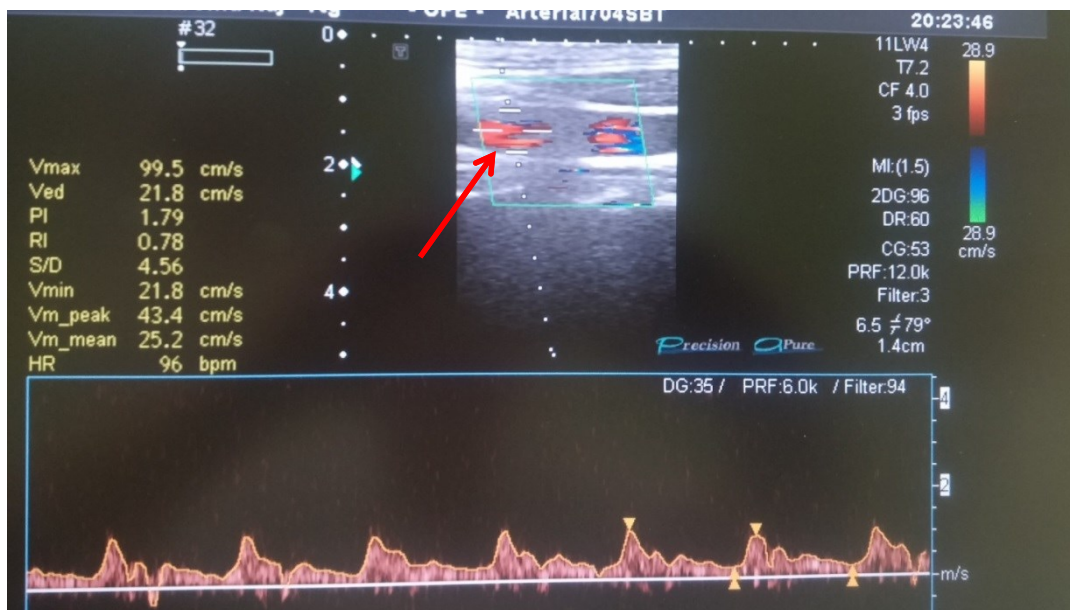 Arterial704SBT
20:23:46
#32
0
11LW4
T7.2
CF 4.0
3 fps
28.9
Vmax 99.5 cm/s
Ved 21.8 cm/s
PI 1.79
RI 0.78
S/D 4.56
Vmin 21.8 cm/s
Vm_peak 43.4 cm/s
Vm_mean 25.2 cm/s
HR 96 bpm
2
4
MI:(1.5)
2DG:96
DR:60
28.9
cm/s
CG:53
PRF:12.0k
Filter:3
6.5 ≠79°
1.4cm
Precision APure
DG:35 / PRF:6.0k / Filter:94
4
2
m/s